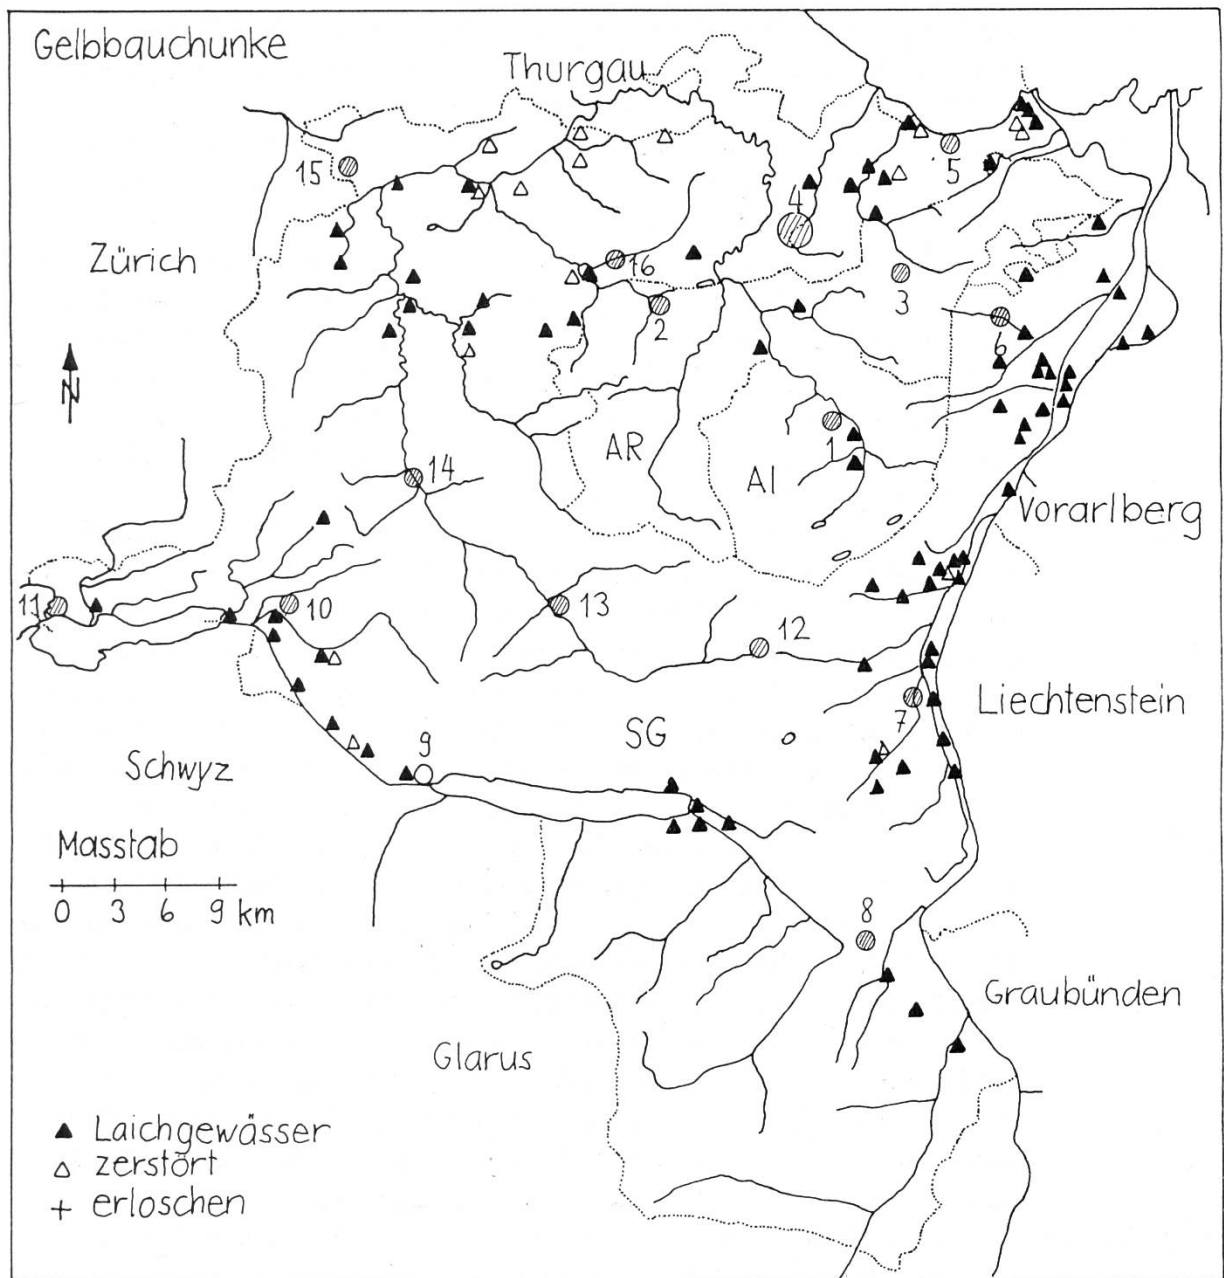 Gelbbauchunke
Thurgau
15
5
4
Zürich
16
3
2
6
N
1
AR
AI
14
Vorarlberg
11
10
13
12
Liechtenstein
7
SG
9
Schwyz
Masstab
0 3 6 9 km
8
Graubünden
Glarus
Laichgewässer
zerstört
erloschen